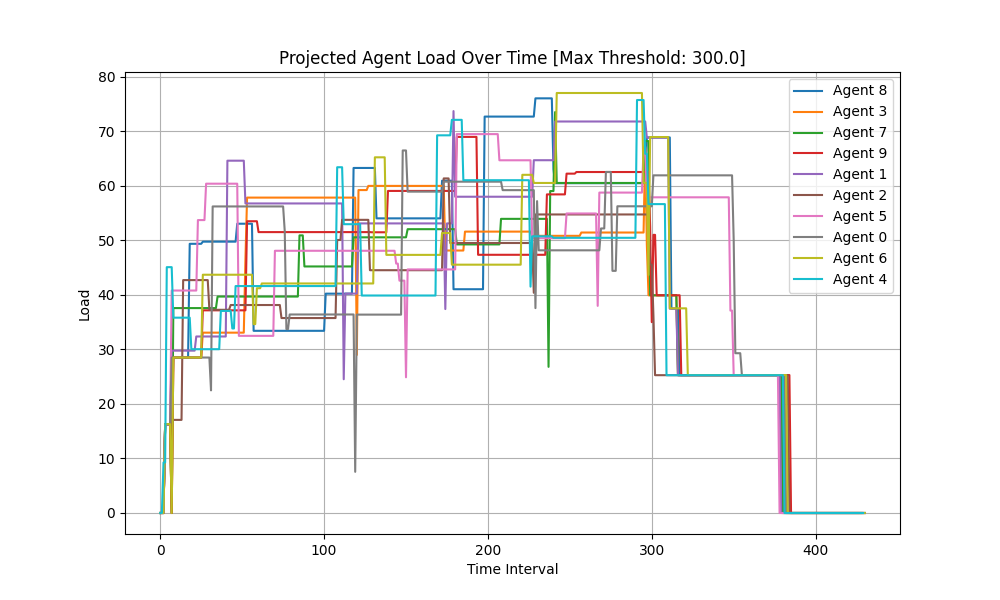 Projected Agent Load Over Time [Max Threshold: 300.0]
80
70
60
50
40
30
20
10
0
Load
0
100
200
300
400
Time Interval
Agent 8
Agent 3
Agent 7
Agent 9
Agent 1
Agent 2
Agent 5
Agent 0
Agent 6
Agent 4